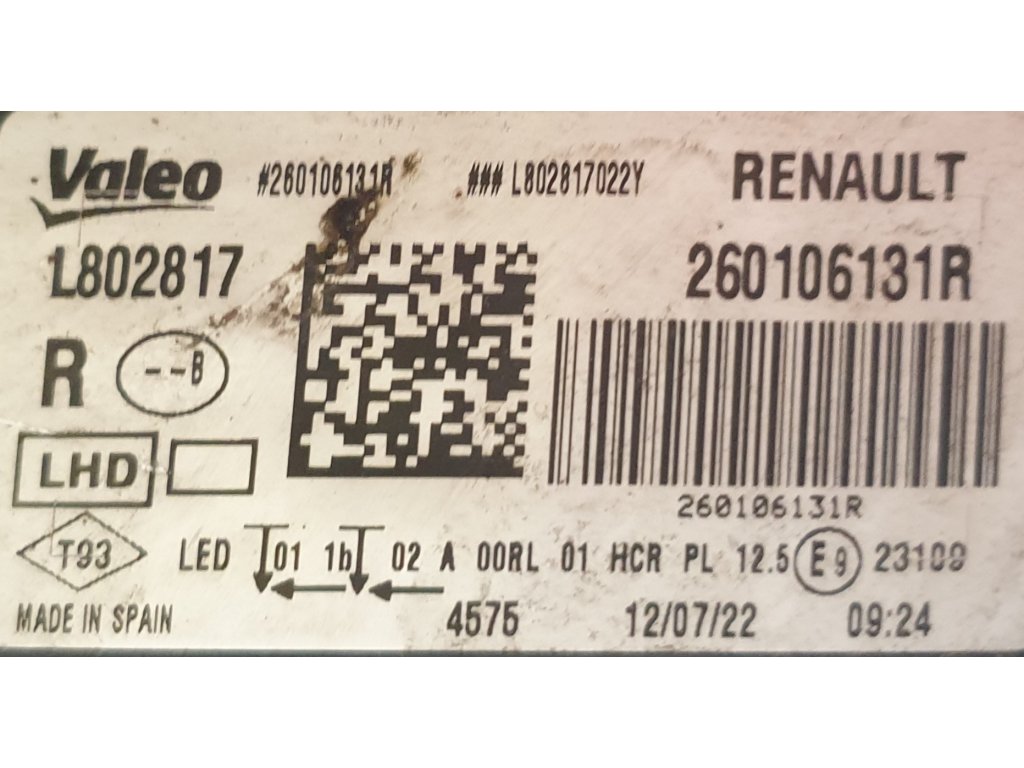 Valeo #260106131R ### L802817022Y RENAULT
L802817 260106131R
R --B
LHD
260106131R
T93 LED 01 1b 02 A 00RL 01 HCR PL 12.5 E9
MADE IN SPAIN 4575 12/07/22 09:24